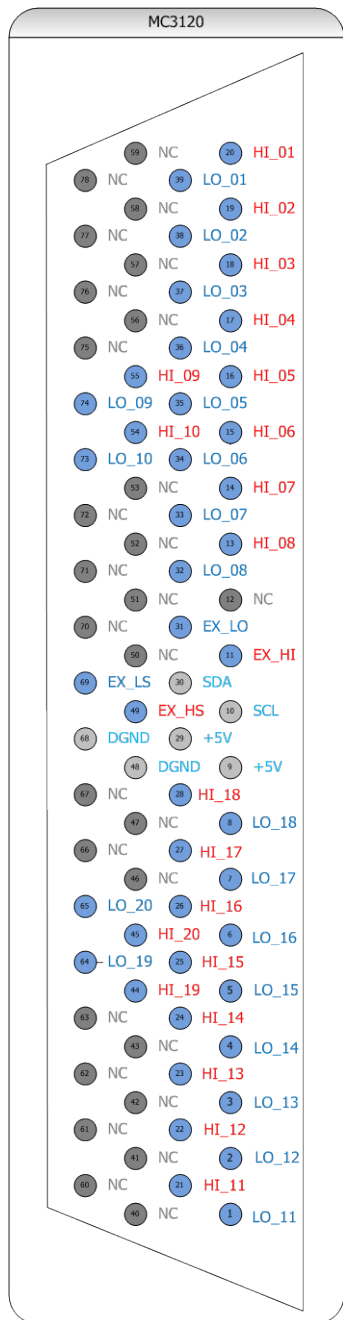 MC3120
59 NC 20 HI_01
78 NC 39 LO_01
58 NC 19 HI_02
77 NC 38 LO_02
57 NC 18 HI_03
76 NC 37 LO_03
56 NC 17 HI_04
75 NC 36 LO_04
55 HI_09 16 HI_05
74 LO_09 35 LO_05
54 HI_10 15 HI_06
73 LO_10 34 LO_06
53 NC 14 HI_07
72 NC 33 LO_07
52 NC 13 HI_08
71 NC 32 LO_08
51 NC 12 NC
70 NC 31 EX_LO
50 NC 11 EX_HI
69 EX_LS 30 SDA
49 EX_HS 10 SCL
68 DGND 29 +5V
48 DGND 9 +5V
67 NC 28 HI_18
47 NC 8 LO_18
66 NC 27 HI_17
46 NC 7 LO_17
65 LO_20 26 HI_16
45 HI_20 6 LO_16
64 LO_19 25 HI_15
44 HI_19 5 LO_15
63 NC 24 HI_14
43 NC 4 LO_14
62 NC 23 HI_13
42 NC 3 LO_13
61 NC 22 HI_12
41 NC 2 LO_12
60 NC 21 HI_11
40 NC 1 LO_11